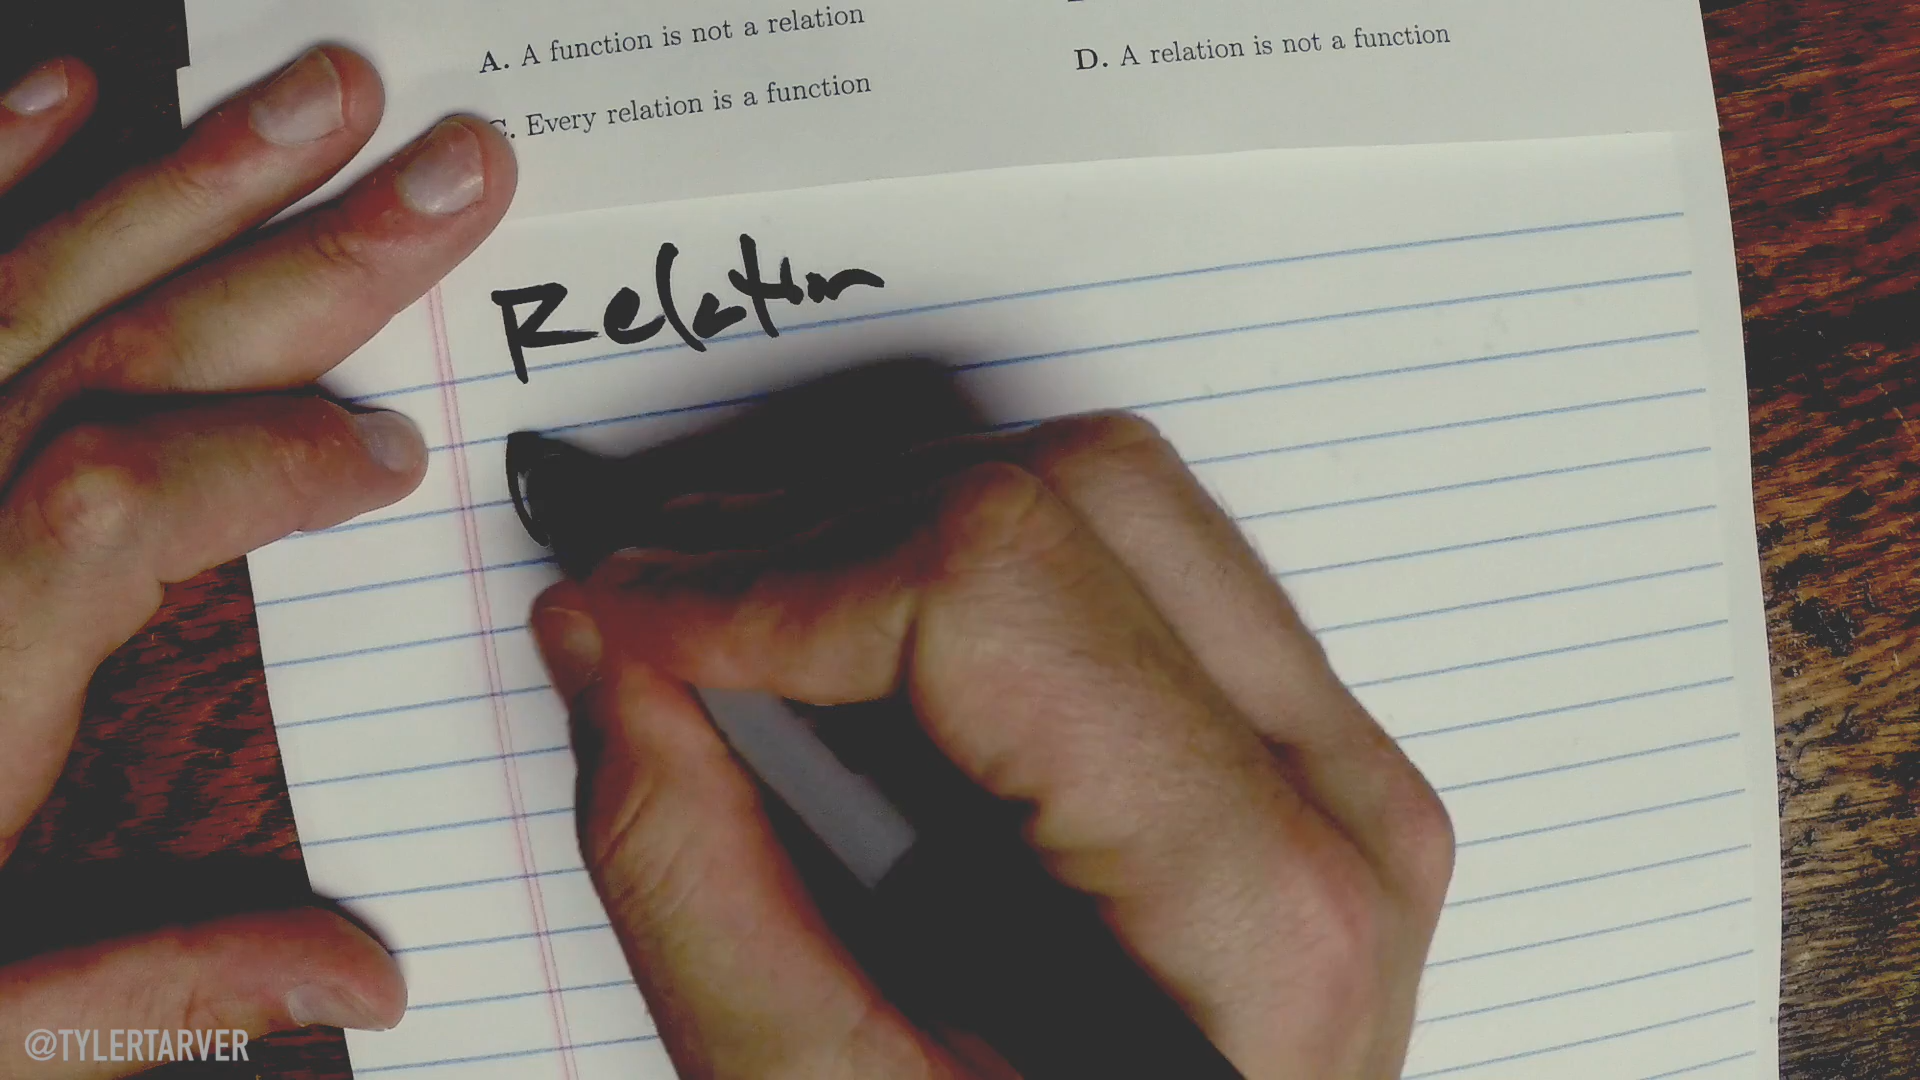 A. A function is not a relation
D. A relation is not a function
C. Every relation is a function
Relation
@TYLERTARVER